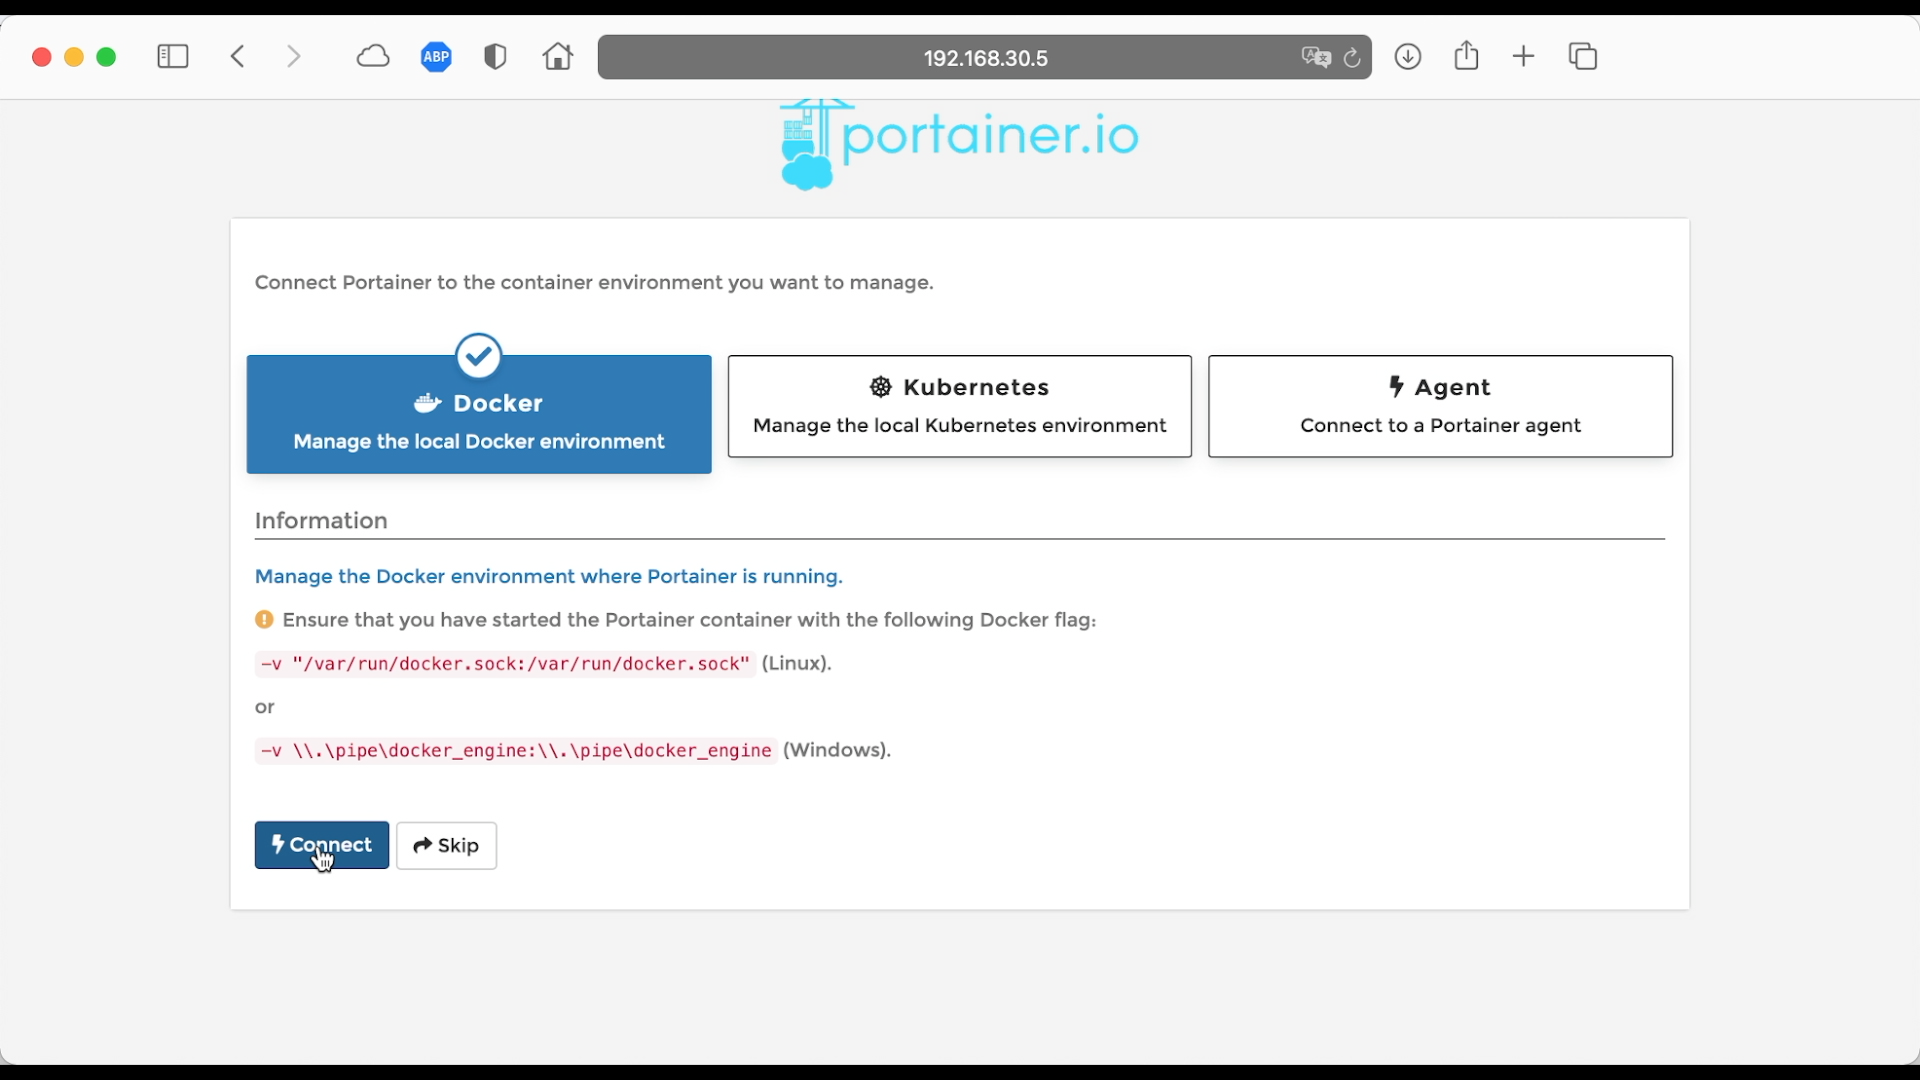 ABP
192.168.30.5
portainer.io
Connect Portainer to the container environment you want to manage.
Docker
Manage the local Docker environment
Kubernetes
Manage the local Kubernetes environment
Agent
Connect to a Portainer agent
Information
Manage the Docker environment where Portainer is running.
Ensure that you have started the Portainer container with the following Docker flag:
-v "/var/run/docker.sock:/var/run/docker.sock" (Linux).
or
-v \\.\pipe\docker_engine:\\.\pipe\docker_engine (Windows).
Connect
Skip